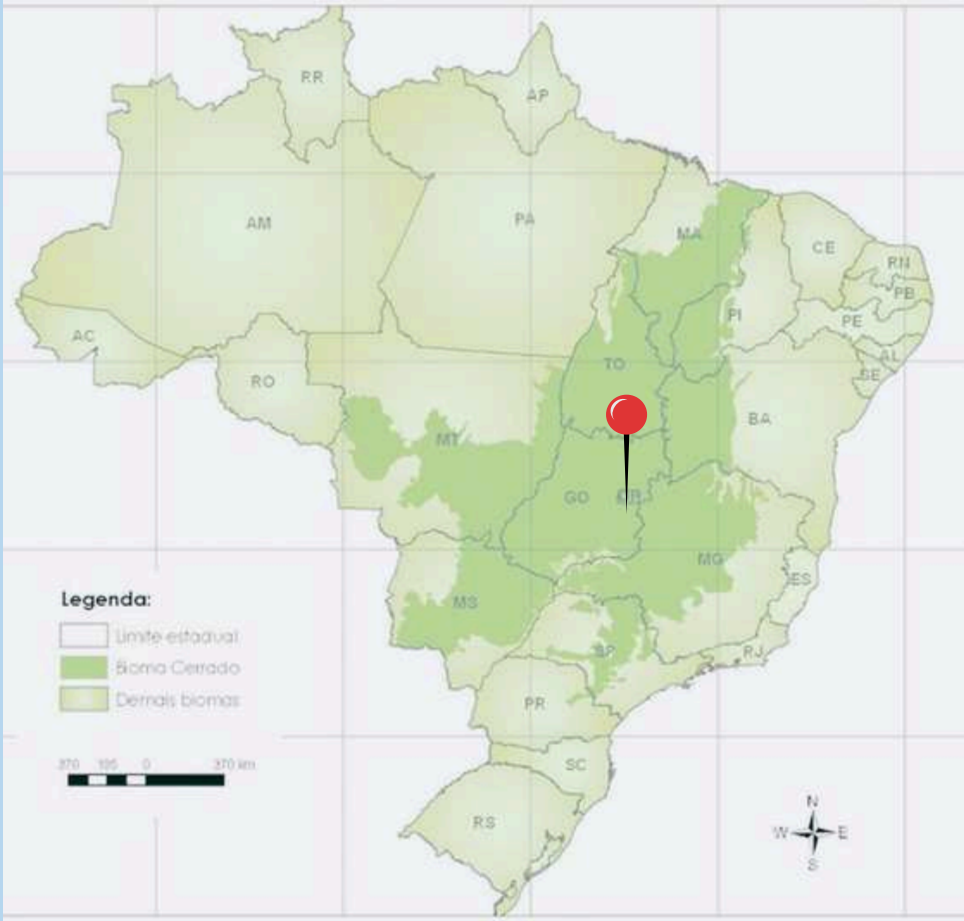 RR
AP
AM
PA
MA
CE
RN
PB
PI
PE
AC
AL
TO
SE
RO
BA
MT
GO
DF
MG
ES
MS
SP
RJ
PR
SC
RS
Legenda:
Limite estadual
Bioma Cerrado
Demais biomas
370 195 0 370 km
N
W E
S